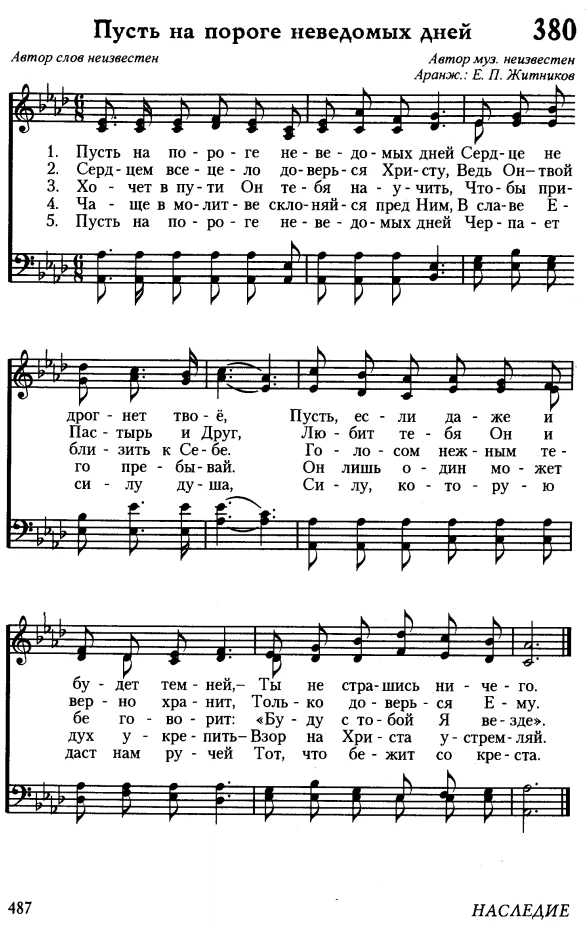 Пусть на пороге неведомых дней 380
Автор слов неизвестен
Автор муз. неизвестен
Аранж.: Е. П. Житников
1. Пусть на по - ро - ге не - ве - до - мых дней Серд - це не
2. Серд - цем все - це - ло до - верь - ся Хри - сту, Ведь Он – твой
3. Хо - чет в пу - ти Он те - бя на - у - чить, Что - бы при -
4. Ча - ще в мо - лит - ве скло - няй - ся пред Ним, В сла - ве Е -
5. Пусть на по - ро - ге не - ве - до - мых дней Чер - па - ет
дрог - нет тво - ё, Пусть, ес - ли да - же и
Пас - тырь и Друг, Лю - бит те - бя Он и
бли - зить к Се - бе. Го - ло - сом неж - ным те -
го пре - бы - вай. Он лишь о - дин мо - жет
си - лу ду - ша, Си - лу, ко - то - ру - ю
бу - дет тем - ней, – Ты не стра - шись ни - че - го.
вер - но хра - нит, Толь - ко до - верь - ся Е - му.
бе го - во - рит: «Бу - ду с то - бой Я ве - зде».
дух у - кре - пить – Взор на Хри - ста у - стрем - ляй.
даст нам ру - чей Тот, что бе - жит со кре - ста.
487 НАСЛЕДИЕ